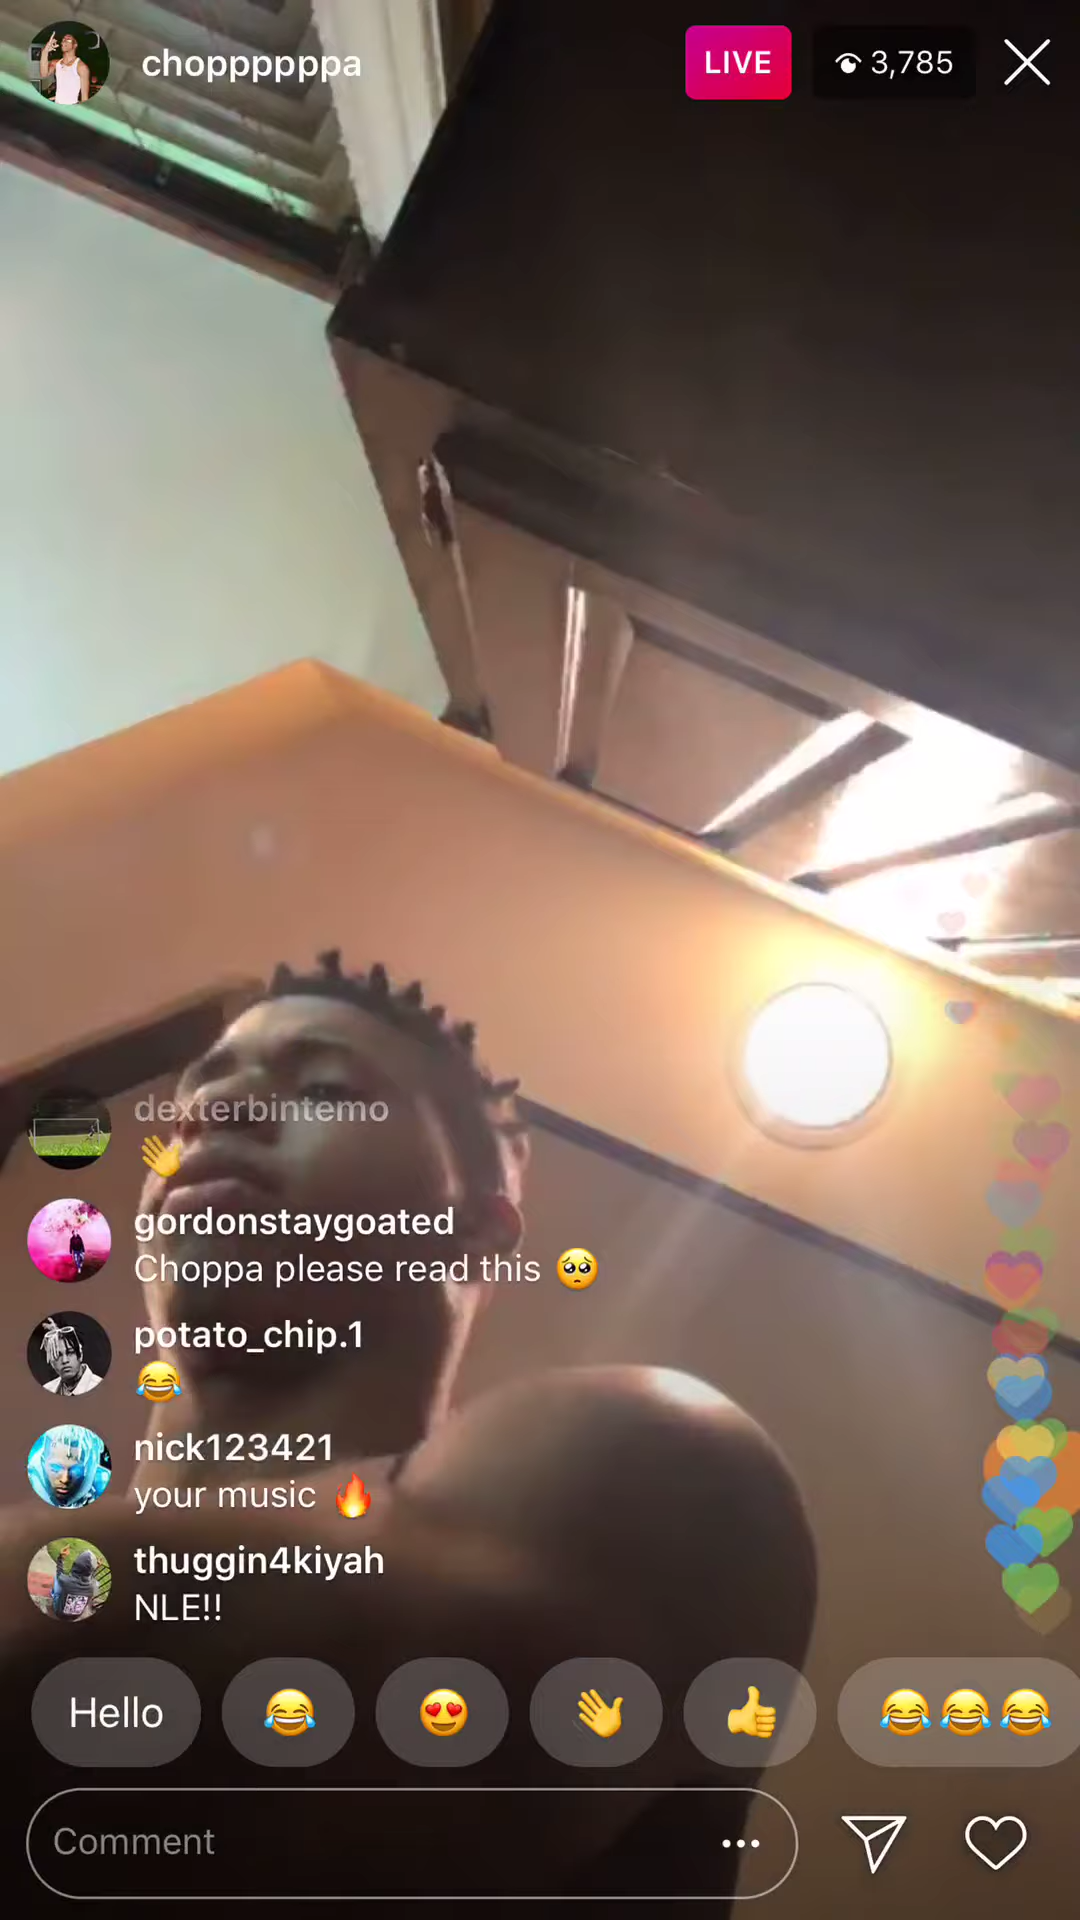 choppppppa
LIVE
3,785
dexterbintemo
👋
gordonstaygoated
Choppa please read this 🥺
potato_chip.1
😂
nick123421
your music 🔥
thuggin4kiyah
NLE!!
Hello 😂 😍 👋 👍 😂😂😂
Comment